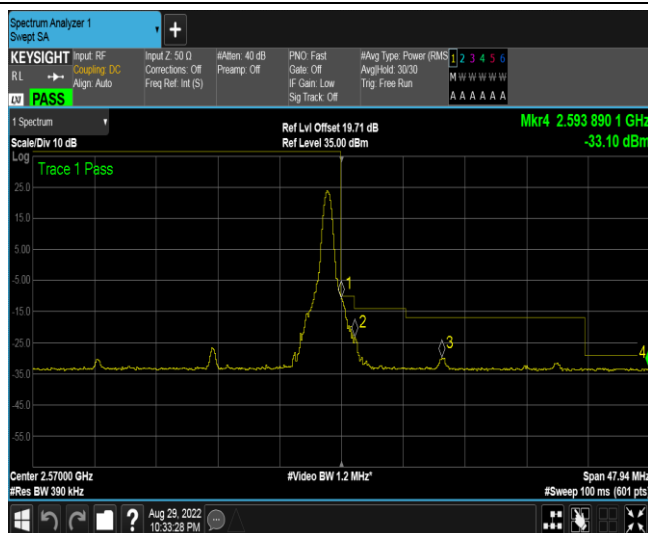 Spectrum Analyzer 1
Swept SA
+
KEYSIGHT Input: RF Input Z: 50 Ω #Atten: 40 dB PNO: Fast #Avg Type: Power (RMS 1 2 3 4 5 6
RL Coupling: DC Corrections: Off Preamp: Off Gate: Off Avg|Hold: 30/30 M W W W W W
Align: Auto Freq Ref: Int (S) IF Gain: Low Trig: Free Run
LXI PASS Sig Track: Off A A A A A A
1 Spectrum Ref Lvl Offset 19.71 dB Mkr4 2.593 890 1 GHz
Scale/Div 10 dB Ref Level 35.00 dBm -33.10 dBm
Log
Trace 1 Pass
25.0
15.0
5.00
-5.00
1
-15.0
2
-25.0
3
4
-35.0
-45.0
-55.0
Center 2.57000 GHz #Video BW 1.2 MHz* Span 47.94 MHz
#Res BW 390 kHz #Sweep 100 ms (601 pts)
? Aug 29, 2022
10:33:28 PM